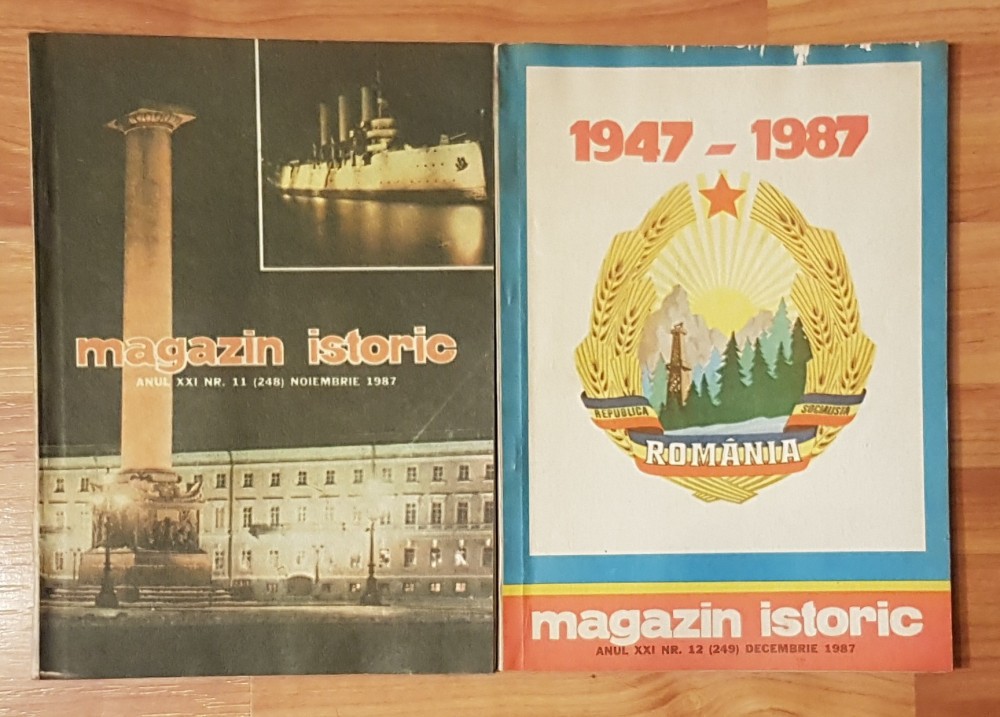 magazin istoric
ANUL XXI NR. 11 (248) NOIEMBRIE 1987
1947 - 1987
REPUBLICA
SOCIALISTA
ROMÂNIA
magazin istoric
ANUL XXI NR. 12 (249) DECEMBRIE 1987